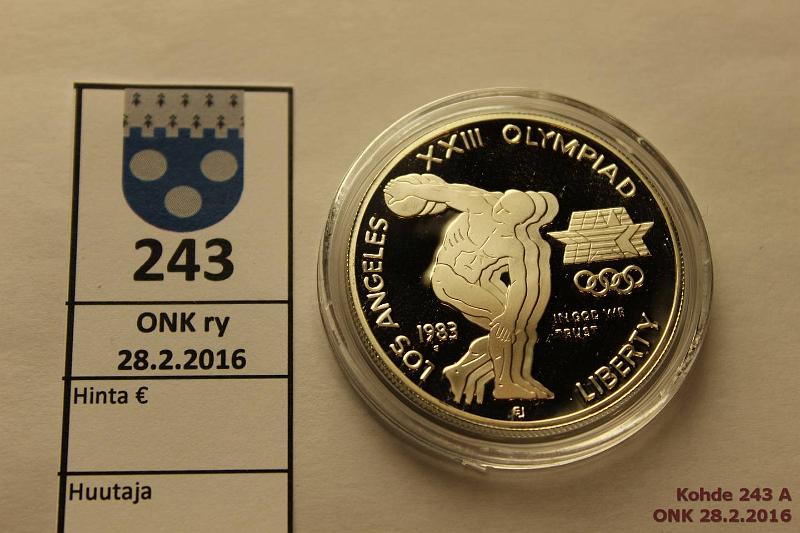 243
ONK ry
28.2.2016
Hinta €
Huutaja
XXIII OLYMPIAD
LOS ANGELES
1983
S
IN GOD WE
TRUST
LIBERTY
EJ
Kohde 243 A
ONK 28.2.2016